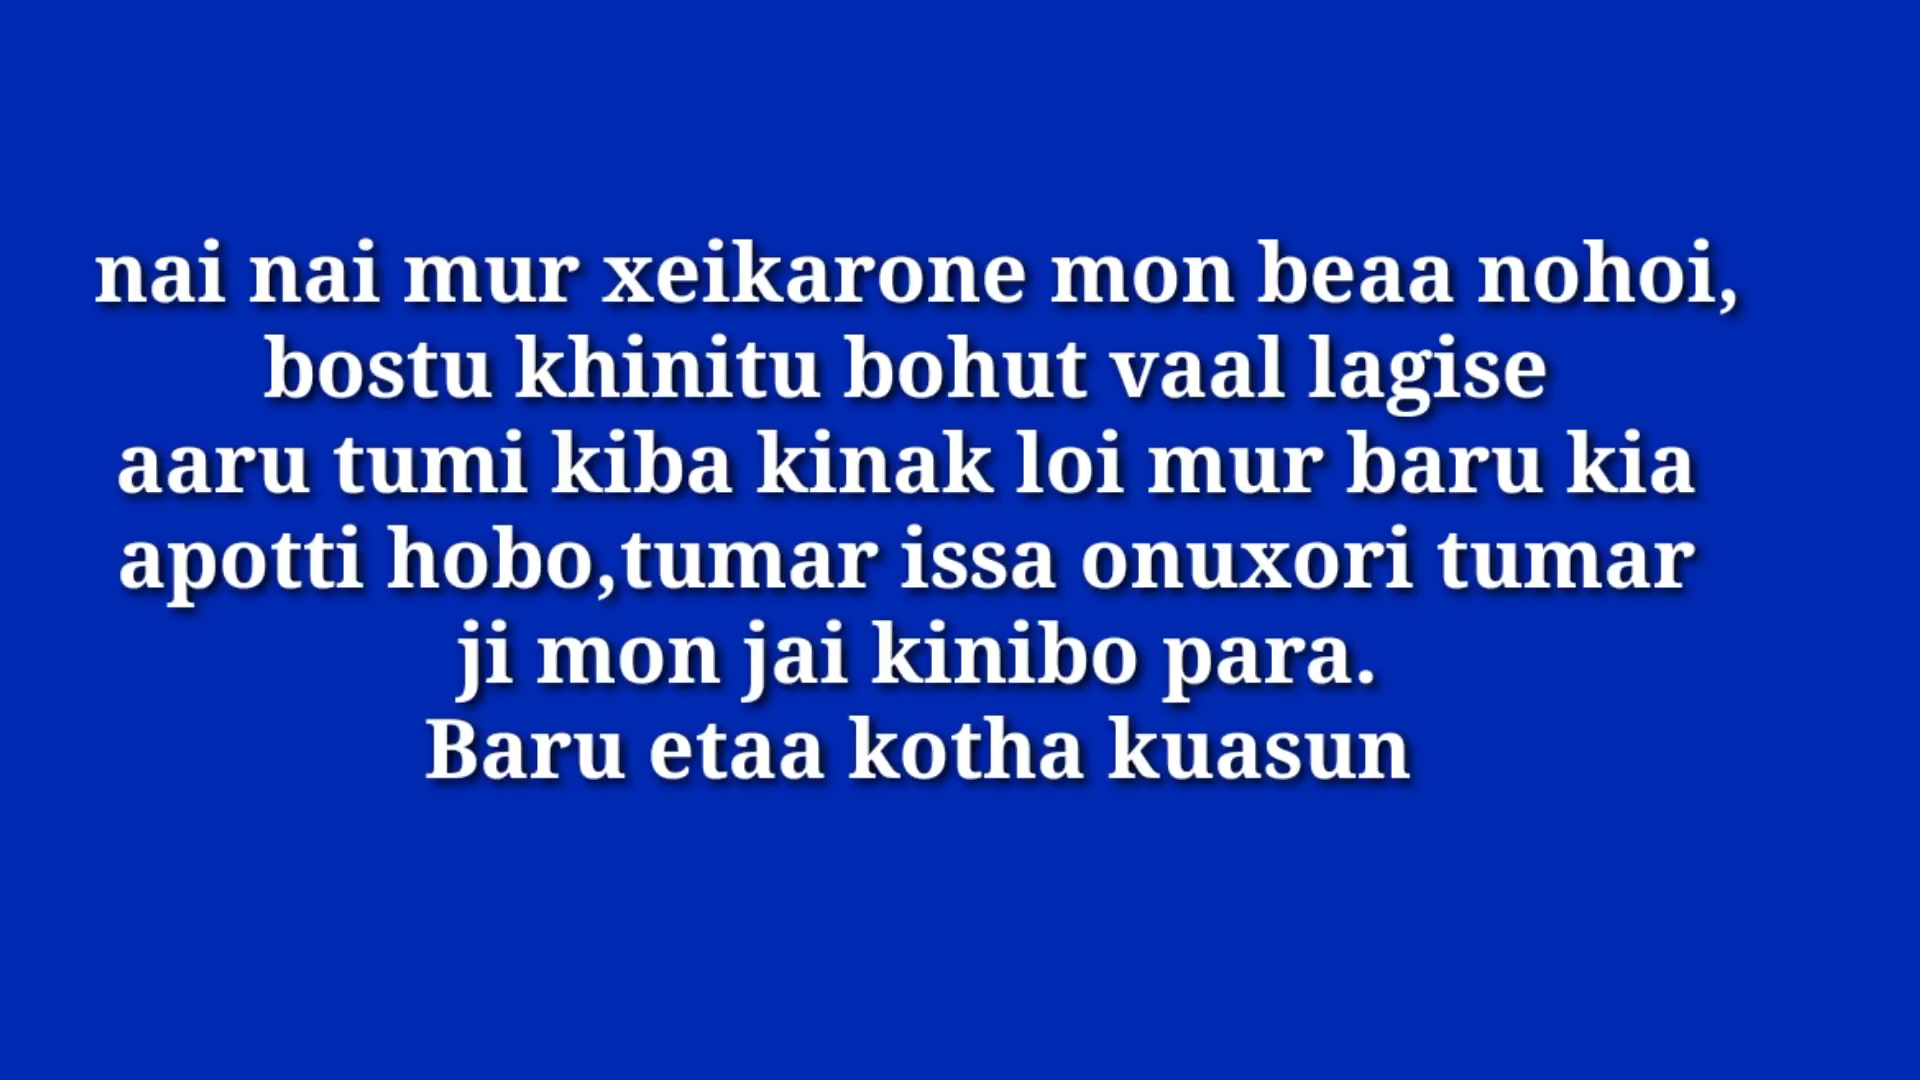 nai nai mur xeikarone mon beaa nohoi,
bostu khinitu bohut vaal lagise
aaru tumi kiba kinak loi mur baru kia
apotti hobo,tumar issa onuxori tumar
ji mon jai kinibo para.
Baru etaa kotha kuasun